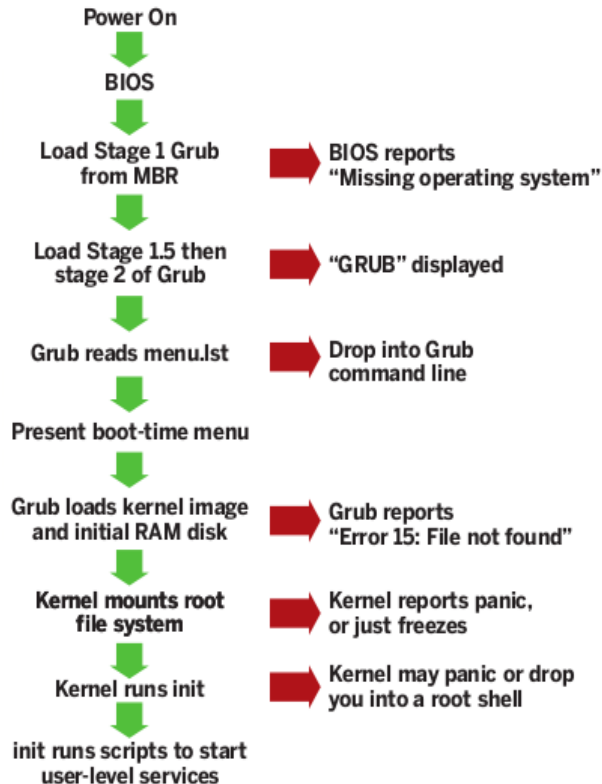 Power On
BIOS
Load Stage 1 Grub
from MBR
BIOS reports
“Missing operating system”
Load Stage 1.5 then
stage 2 of Grub
“GRUB” displayed
Grub reads menu.lst
Drop into Grub
command line
Present boot-time menu
Grub loads kernel image
and initial RAM disk
Grub reports
“Error 15: File not found”
Kernel mounts root
file system
Kernel reports panic,
or just freezes
Kernel runs init
Kernel may panic or drop
you into a root shell
init runs scripts to start
user-level services